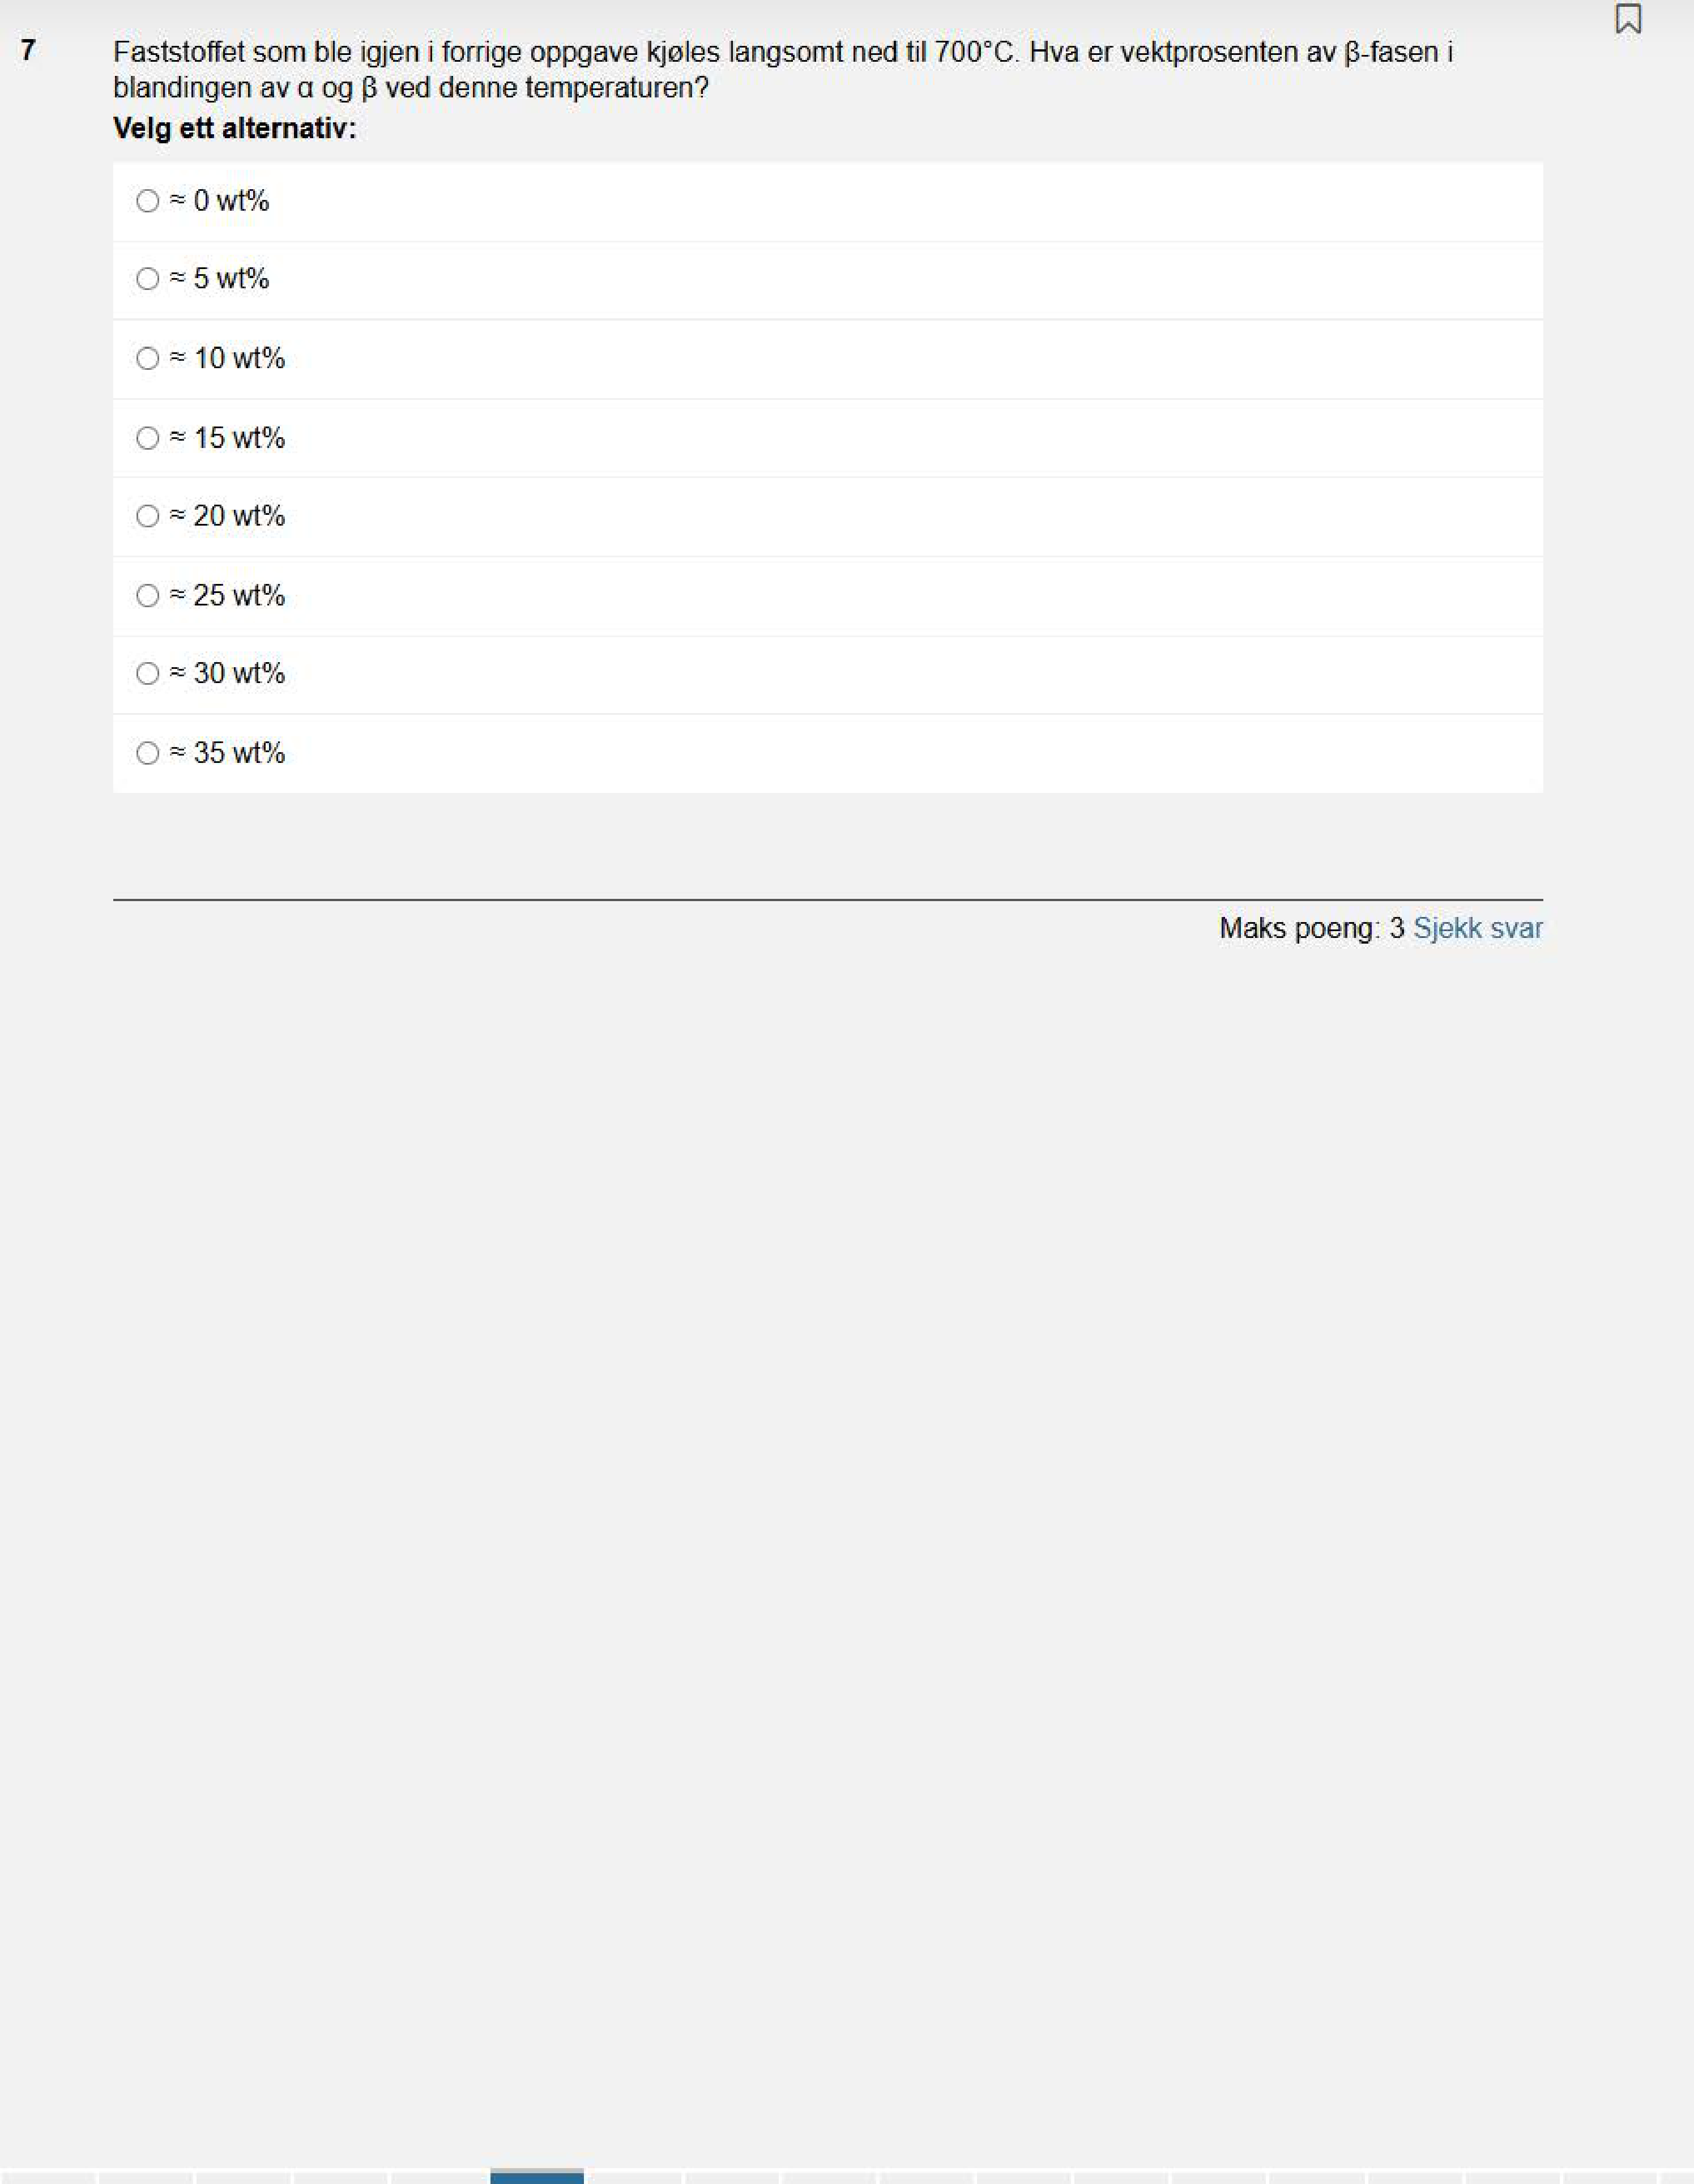 7
Faststoffet som ble igjen i forrige oppgave kjøles langsomt ned til 700°C. Hva er vektprosenten av β-fasen i
blandingen av α og β ved denne temperaturen?
Velg ett alternativ:
≈ 0 wt%
≈ 5 wt%
≈ 10 wt%
≈ 15 wt%
≈ 20 wt%
≈ 25 wt%
≈ 30 wt%
≈ 35 wt%
Maks poeng: 3 Sjekk svar